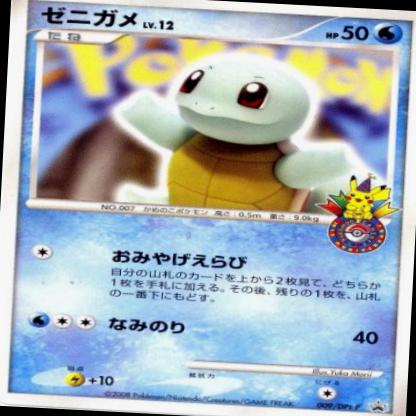 ゼニガメ LV.12 HP 50
たね
Pokémon
NO.007 かめのこポケモン 高さ:0.5m 重さ:9.0kg
おみやげえらび
自分の山札のカードを上から2枚見て、どちらか
1枚を手札に加える。その後、残りの1枚を、山札
の一番下にもどす。
なみのり 40
弱点 抵抗力 にげる
+10
Illus. Yuka Morii
©2008 Pokémon/Nintendo/Creatures/GAME FREAK.
009/DPt-P